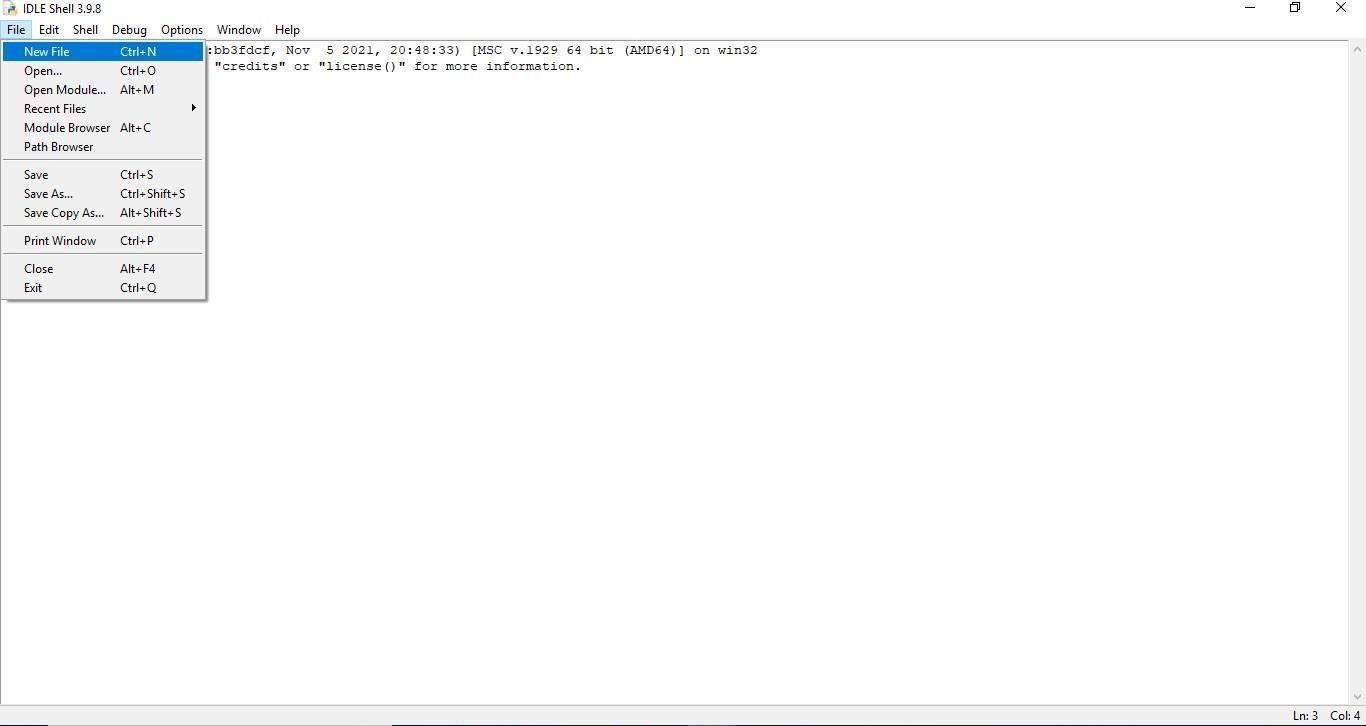 IDLE Shell 3.9.8
File Edit Shell Debug Options Window Help
New File Ctrl+N
:bb3fdcf, Nov 5 2021, 20:48:33) [MSC v.1929 64 bit (AMD64)] on win32
Open... Ctrl+O
"credits" or "license()" for more information.
Open Module... Alt+M
Recent Files
Module Browser Alt+C
Path Browser
Save Ctrl+S
Save As... Ctrl+Shift+S
Save Copy As... Alt+Shift+S
Print Window Ctrl+P
Close Alt+F4
Exit Ctrl+Q
Ln: 3 Col: 4